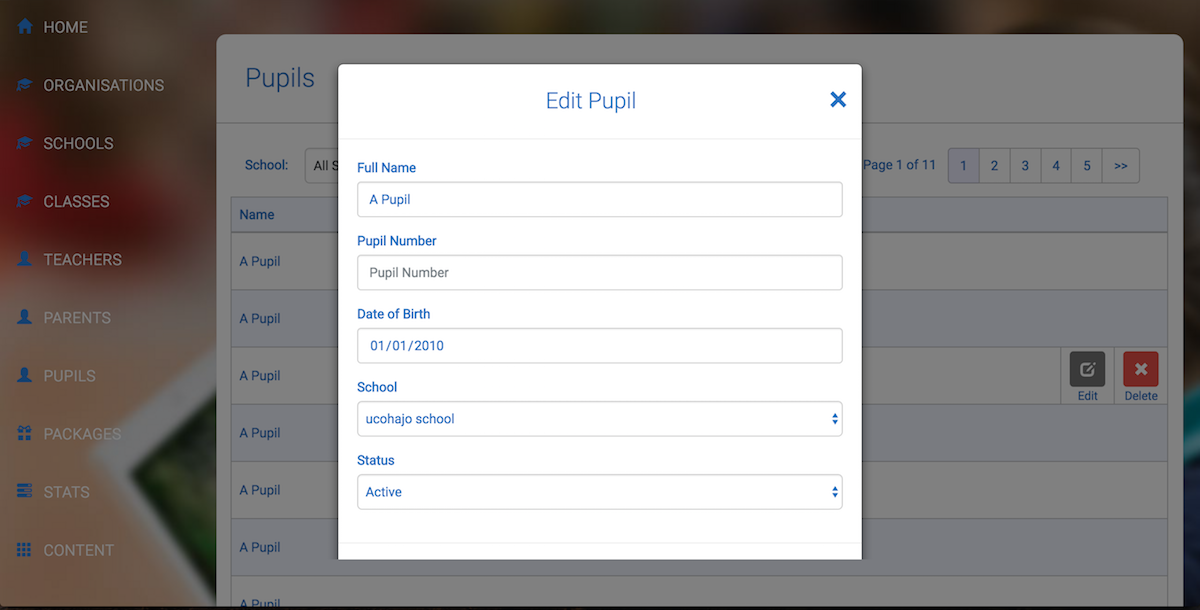 HOME
ORGANISATIONS
SCHOOLS
CLASSES
TEACHERS
PARENTS
PUPILS
PACKAGES
STATS
CONTENT
Pupils
School:
All S
Page 1 of 11
1
2
3
4
5
>>
Name
A Pupil
A Pupil
A Pupil
Edit
Delete
A Pupil
A Pupil
A Pupil
A Pupil
Edit Pupil
Full Name
A Pupil
Pupil Number
Pupil Number
Date of Birth
01/01/2010
School
ucohajo school
Status
Active